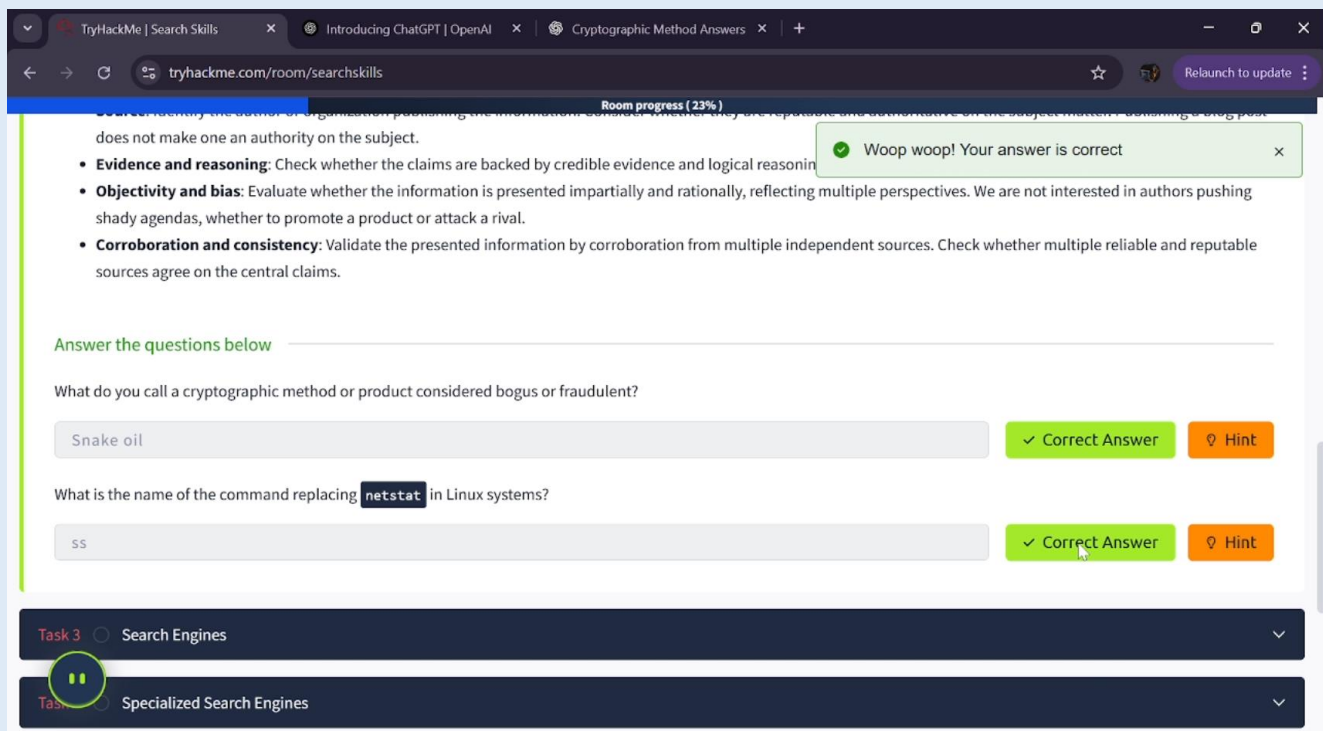 TryHackMe | Search Skills
Introducing ChatGPT | OpenAI
Cryptographic Method Answers
tryhackme.com/room/searchskills
Relaunch to update
Room progress ( 23% )
does not make one an authority on the subject.
Woop woop! Your answer is correct
• Evidence and reasoning: Check whether the claims are backed by credible evidence and logical
• Objectivity and bias: Evaluate whether the information is presented impartially and rationally, reflecting multiple perspectives. We are not interested in authors pushing
shady agendas, whether to promote a product or attack a rival.
• Corroboration and consistency: Validate the presented information by corroboration from multiple independent sources. Check whether multiple reliable and reputable
sources agree on the central claims.
Answer the questions below
What do you call a cryptographic method or product considered bogus or fraudulent?
Snake oil
Correct Answer
Hint
What is the name of the command replacing netstat in Linux systems?
ss
Correct Answer
Hint
Task 3 Search Engines
Specialized Search Engines